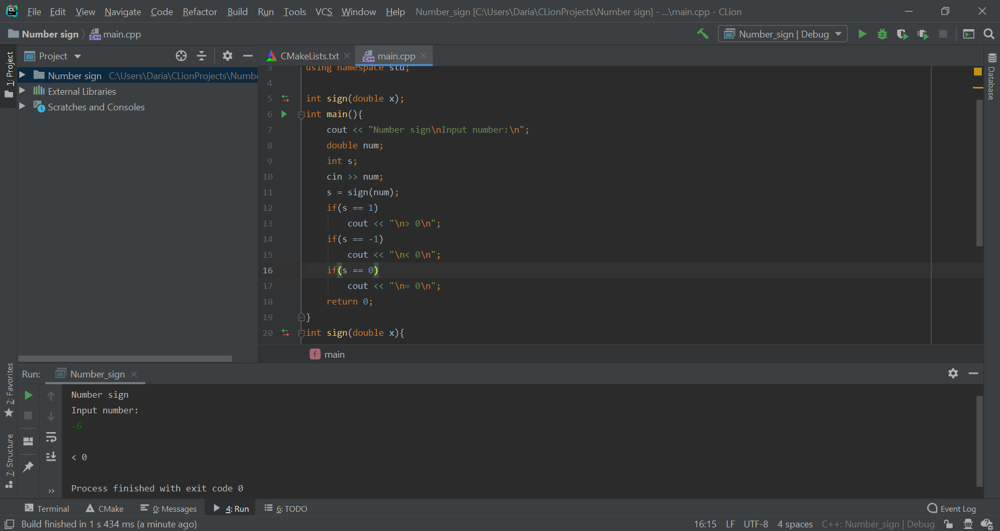 File Edit View Navigate Code Refactor Build Run Tools VCS Window Help Number_sign [C:\Users\Daria\CLionProjects\Number sign] - ...\main.cpp - CLion
Number sign main.cpp Number_sign | Debug
1: Project
Project
Number sign C:\Users\Daria\CLionProjects\Numbe
External Libraries
Scratches and Consoles
CMakeLists.txt main.cpp
3 using namespace std;
4
5 int sign(double x);
6 int main(){
7 cout << "Number sign\nInput number:\n";
8 double num;
9 int s;
10 cin >> num;
11 s = sign(num);
12 if(s == 1)
13 cout << "\n> 0\n";
14 if(s == -1)
15 cout << "\n< 0\n";
16 if(s == 0)
17 cout << "\n= 0\n";
18 return 0;
19 }
20 int sign(double x){
f main
Database
2: Favorites
7: Structure
Run: Number_sign
Number sign
Input number:
-6
< 0
Process finished with exit code 0
Terminal CMake 0: Messages 4: Run 6: TODO Event Log
Build finished in 1 s 434 ms (a minute ago) 16:15 LF UTF-8 4 spaces C++: Number_sign | Debug